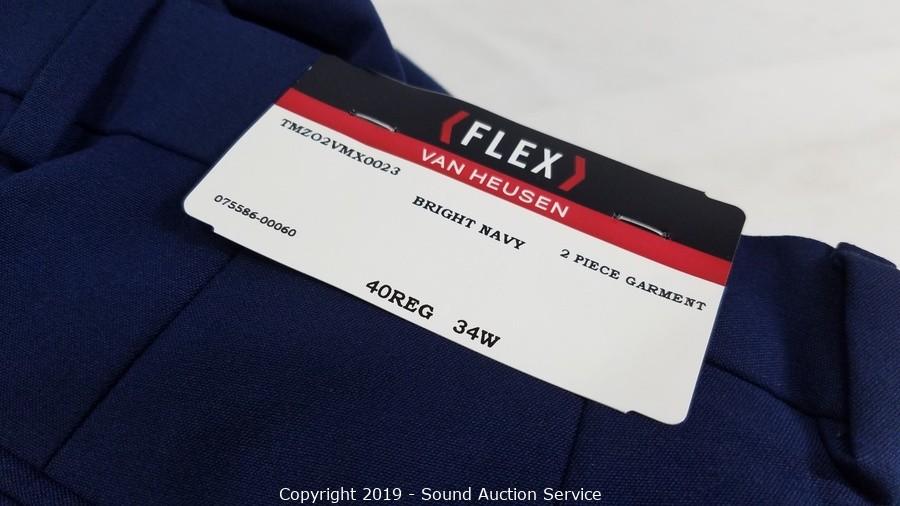 FLEX
VAN HEUSEN
TMZO2VMX0023
BRIGHT NAVY
2 PIECE GARMENT
075586-00060
40REG 34W
Copyright 2019 - Sound Auction Service